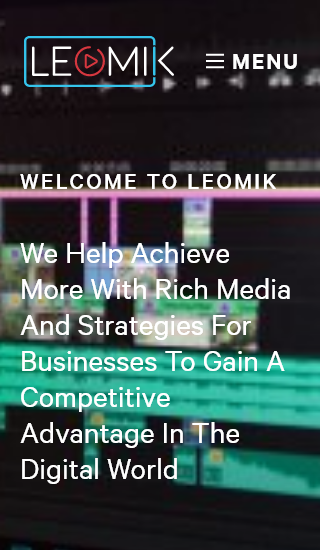 LEOMIK
MENU
WELCOME TO LEOMIK
We Help Achieve
More With Rich Media
And Strategies For
Businesses To Gain A
Competitive
Advantage In The
Digital World